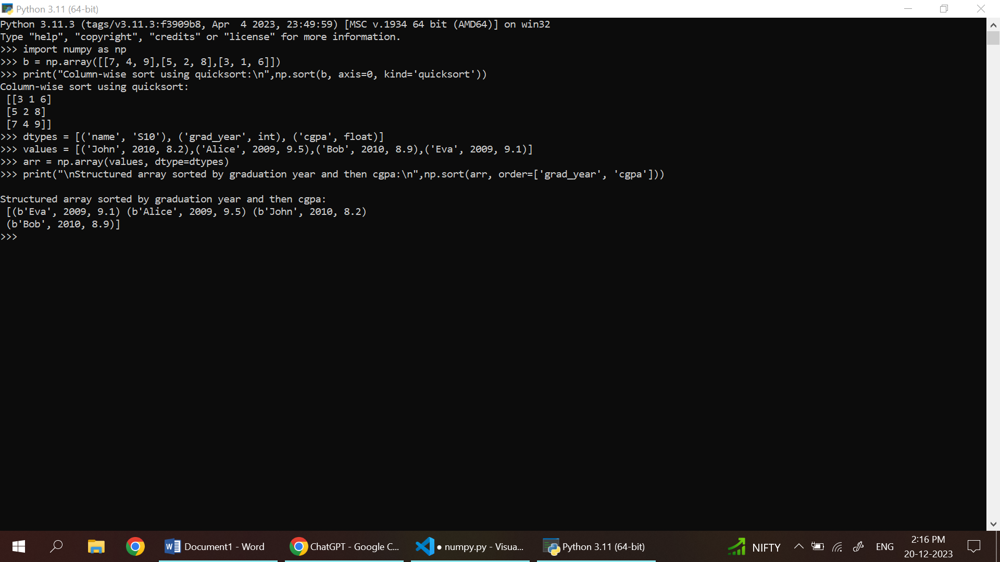 Python 3.11 (64-bit)
Python 3.11.3 (tags/v3.11.3:f3909b8, Apr  4 2023, 23:49:59) [MSC v.1934 64 bit (AMD64)] on win32
Type "help", "copyright", "credits" or "license" for more information.
>>> import numpy as np
>>> b = np.array([[7, 4, 9],[5, 2, 8],[3, 1, 6]])
>>> print("Column-wise sort using quicksort:\n",np.sort(b, axis=0, kind='quicksort'))
Column-wise sort using quicksort:
 [[3 1 6]
 [5 2 8]
 [7 4 9]]
>>> dtypes = [('name', 'S10'), ('grad_year', int), ('cgpa', float)]
>>> values = [('John', 2010, 8.2),('Alice', 2009, 9.5),('Bob', 2010, 8.9),('Eva', 2009, 9.1)]
>>> arr = np.array(values, dtype=dtypes)
>>> print("\nStructured array sorted by graduation year and then cgpa:\n",np.sort(arr, order=['grad_year', 'cgpa']))
Structured array sorted by graduation year and then cgpa:
 [(b'Eva', 2009, 9.1) (b'Alice', 2009, 9.5) (b'John', 2010, 8.2)
 (b'Bob', 2010, 8.9)]
>>>
Document1 - Word
ChatGPT - Google C...
● numpy.py - Visua...
Python 3.11 (64-bit)
NIFTY
ENG
2:16 PM
20-12-2023